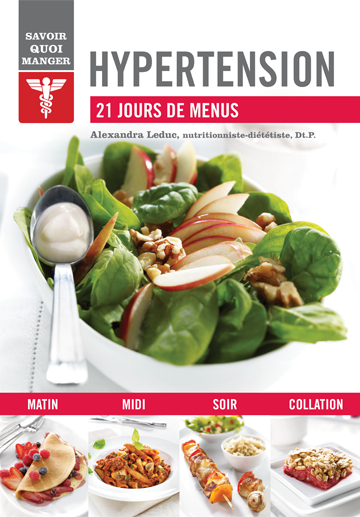 SAVOIR
QUOI
MANGER
HYPERTENSION
21 JOURS DE MENUS
Alexandra Leduc, nutritionniste-diététiste, Dt.P.
MATIN
MIDI
SOIR
COLLATION